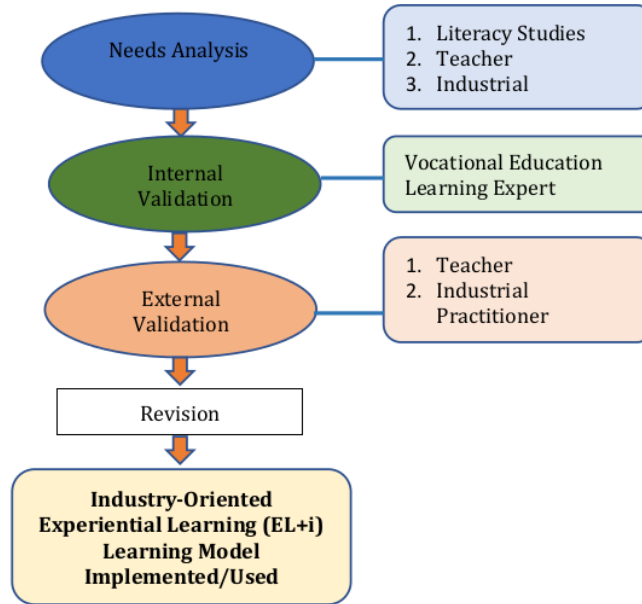 Needs Analysis
1. Literacy Studies
2. Teacher
3. Industrial
Internal
Validation
Vocational Education
Learning Expert
External
Validation
1. Teacher
2. Industrial
Practitioner
Revision
Industry-Oriented
Experiential Learning (EL+i)
Learning Model
Implemented/Used